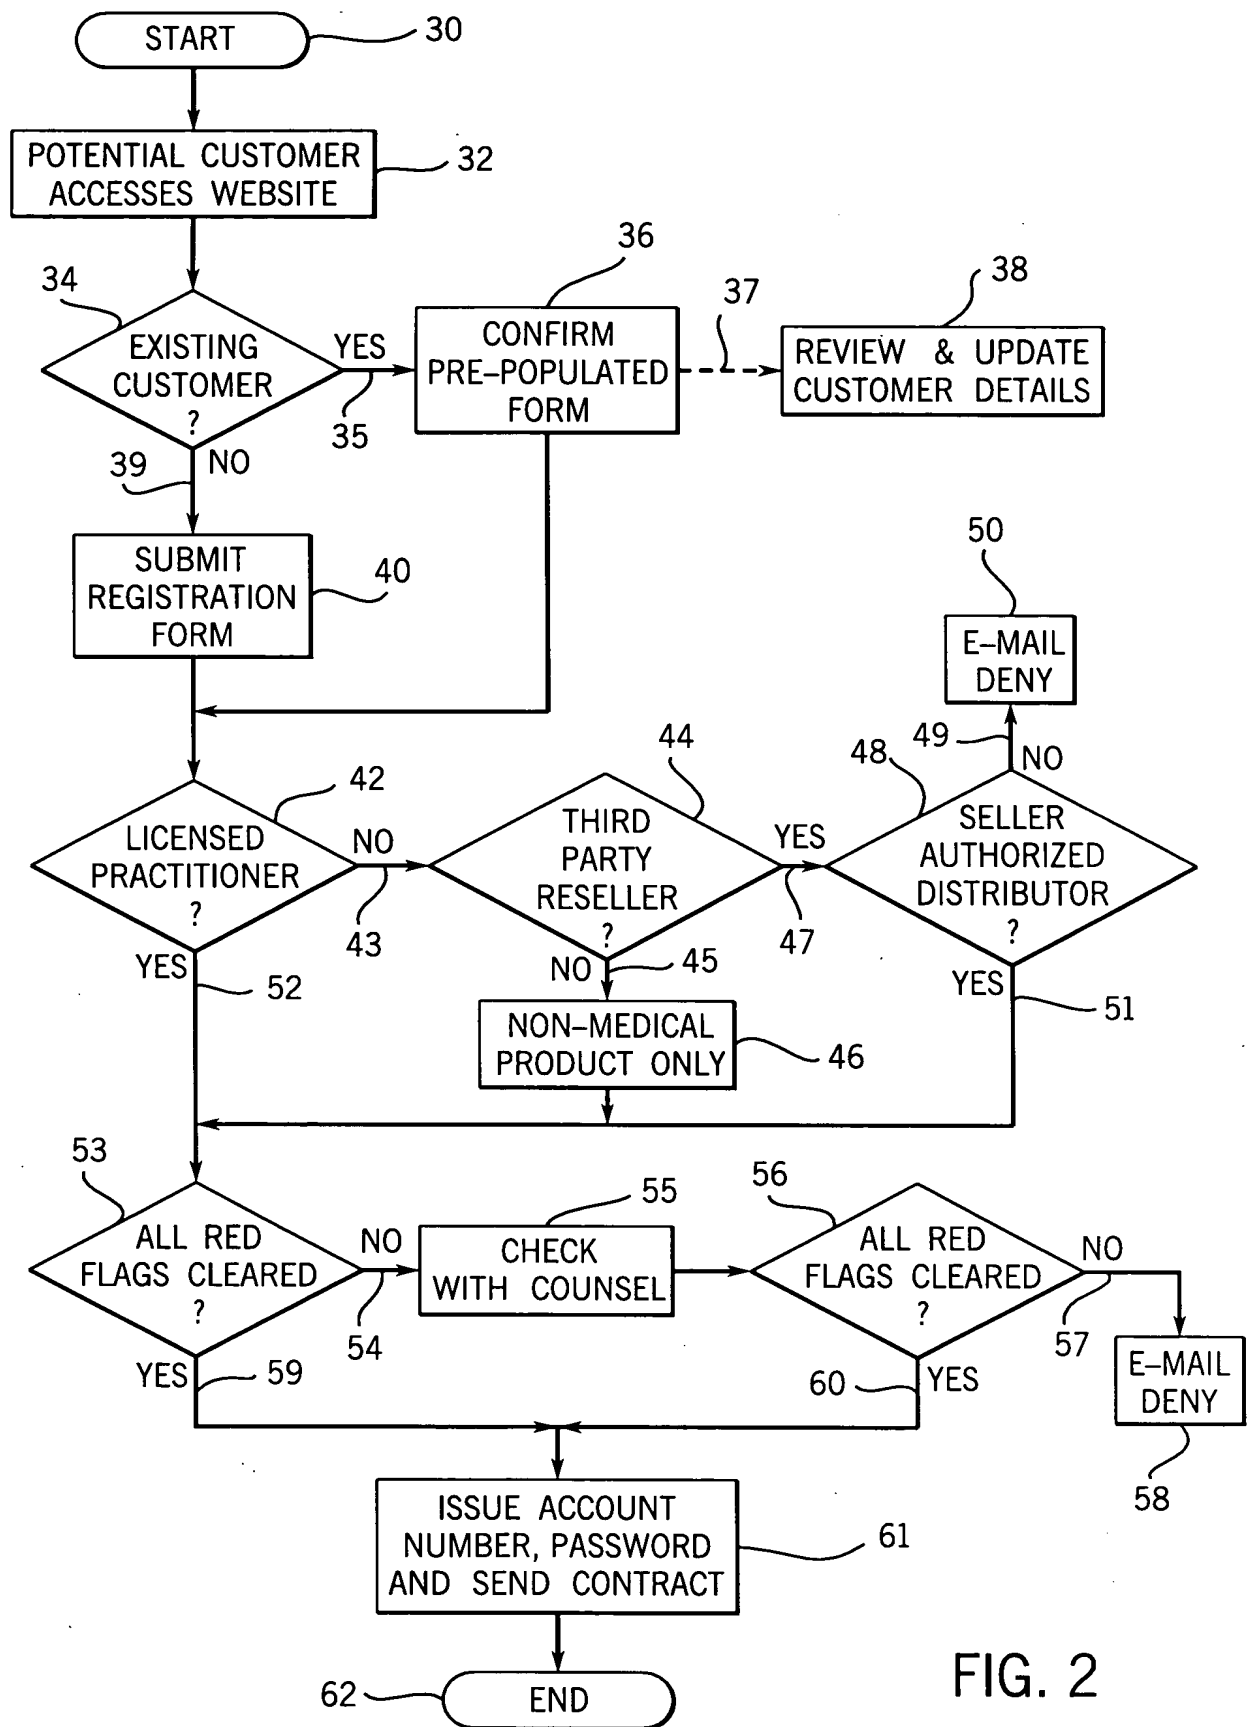 START
30
POTENTIAL CUSTOMER
ACCESSES WEBSITE
32
34
EXISTING
CUSTOMER
?
YES
35
36
CONFIRM
PRE-POPULATED
FORM
37
38
REVIEW & UPDATE
CUSTOMER DETAILS
39
NO
SUBMIT
REGISTRATION
FORM
40
42
LICENSED
PRACTITIONER
?
NO
43
44
THIRD
PARTY
RESELLER
?
YES
47
48
SELLER
AUTHORIZED
DISTRIBUTOR
?
49
NO
50
E-MAIL
DENY
YES
52
NO
45
NON-MEDICAL
PRODUCT ONLY
46
YES
51
53
ALL RED
FLAGS CLEARED
?
NO
54
55
CHECK
WITH COUNSEL
56
ALL RED
FLAGS CLEARED
?
NO
57
E-MAIL
DENY
58
YES
59
60
YES
ISSUE ACCOUNT
NUMBER, PASSWORD
AND SEND CONTRACT
61
62
END
FIG. 2